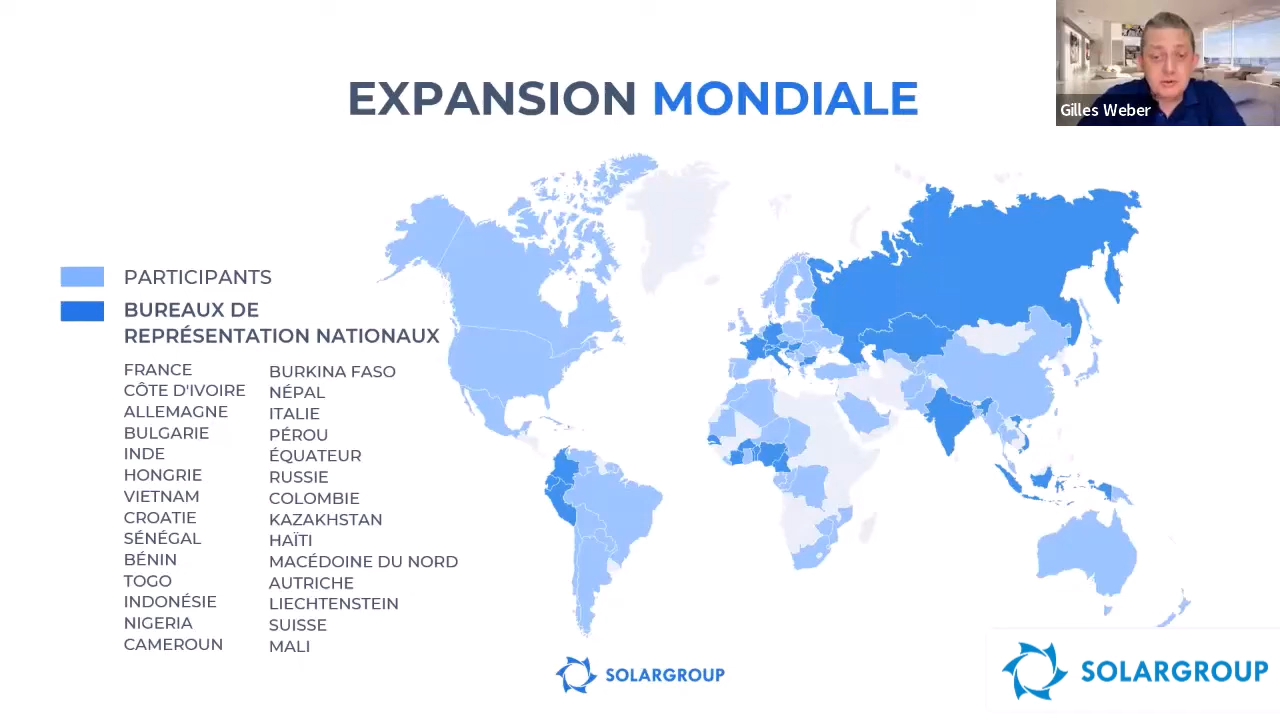 EXPANSION MONDIALE
Gilles Weber
PARTICIPANTS
BUREAUX DE
REPRÉSENTATION NATIONAUX
FRANCE
CÔTE D'IVOIRE
ALLEMAGNE
BULGARIE
INDE
HONGRIE
VIETNAM
CROATIE
SÉNÉGAL
BÉNIN
TOGO
INDONÉSIE
NIGERIA
CAMEROUN
BURKINA FASO
NÉPAL
ITALIE
PÉROU
ÉQUATEUR
RUSSIE
COLOMBIE
KAZAKHSTAN
HAÏTI
MACÉDOINE DU NORD
AUTRICHE
LIECHTENSTEIN
SUISSE
MALI
SOLARGROUP
SOLARGROUP